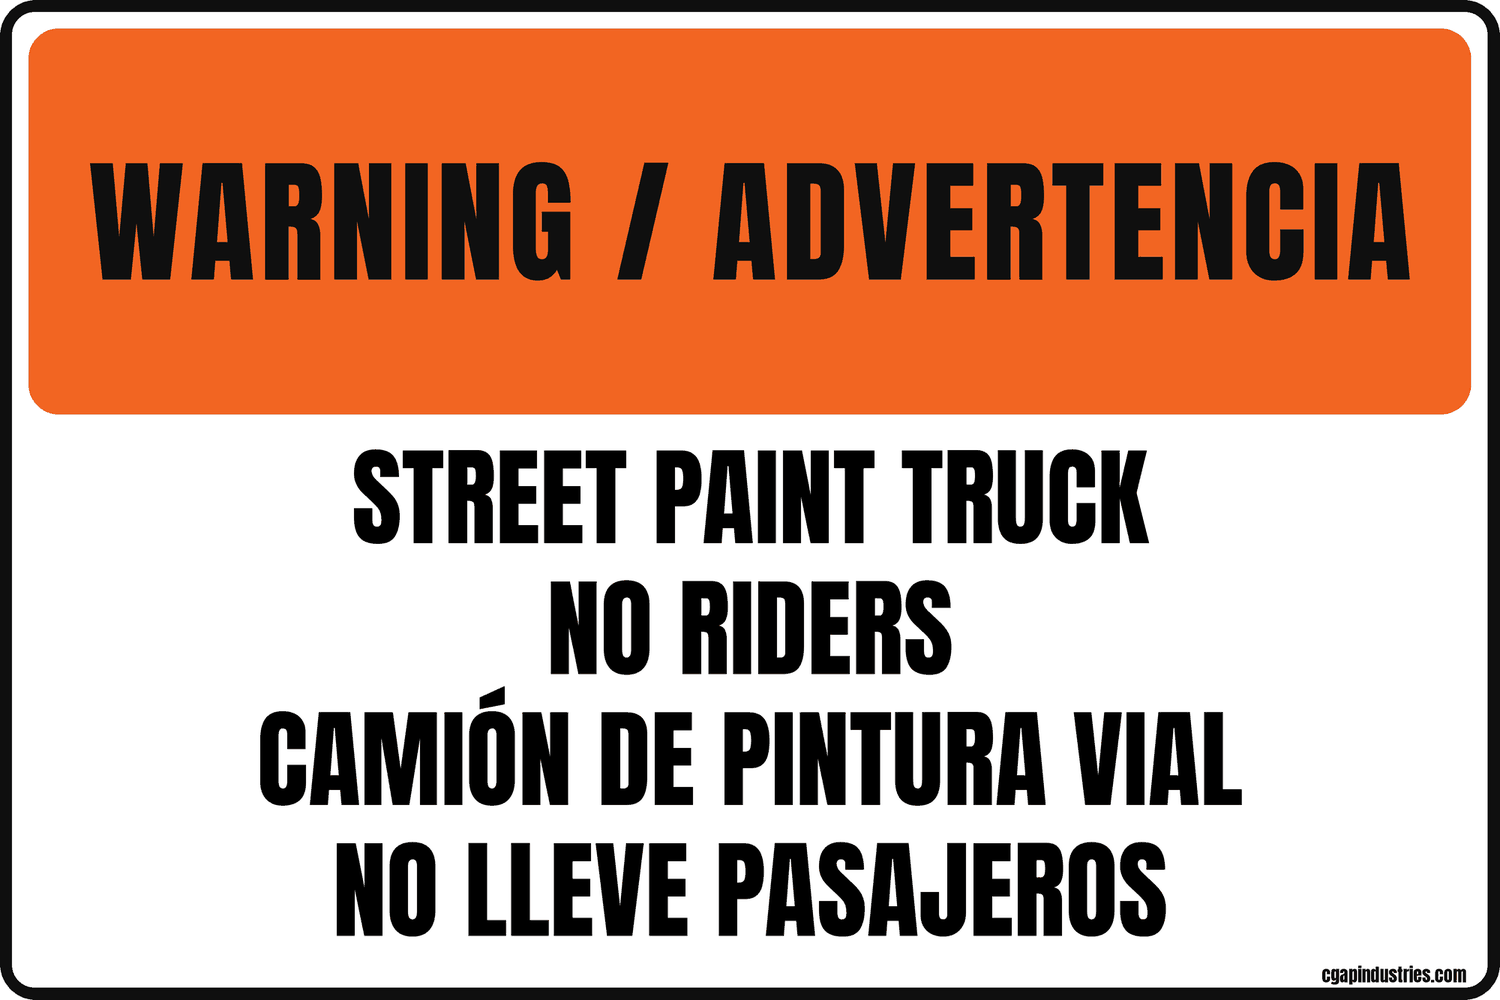 WARNING / ADVERTENCIA
STREET PAINT TRUCK
NO RIDERS
CAMIÓN DE PINTURA VIAL
NO LLEVE PASAJEROS
cgapindustries.com